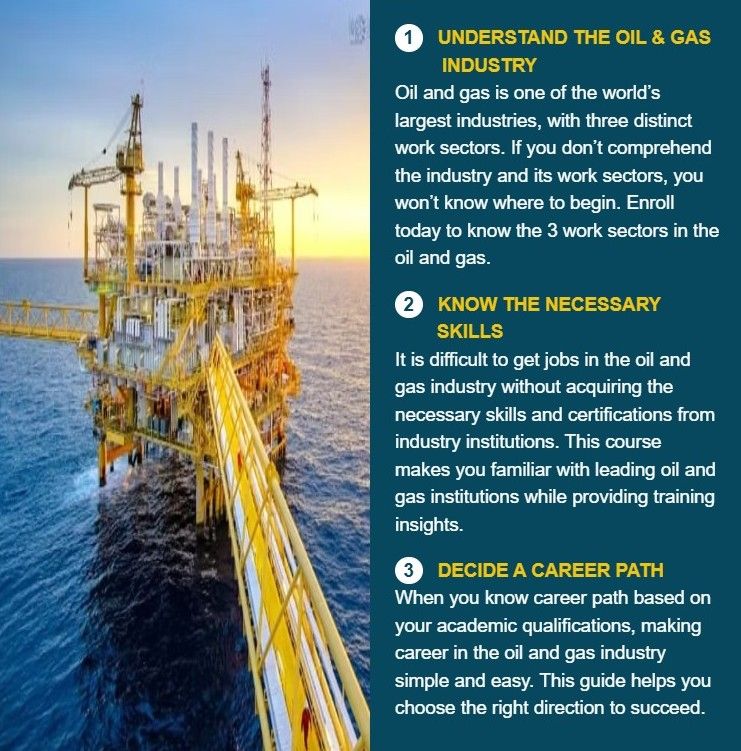 1 UNDERSTAND THE OIL & GAS
INDUSTRY
Oil and gas is one of the world's
largest industries, with three distinct
work sectors. If you don't comprehend
the industry and its work sectors, you
won't know where to begin. Enroll
today to know the 3 work sectors in the
oil and gas.
2 KNOW THE NECESSARY
SKILLS
It is difficult to get jobs in the oil and
gas industry without acquiring the
necessary skills and certifications from
industry institutions. This course
makes you familiar with leading oil and
gas institutions while providing training
insights.
3 DECIDE A CAREER PATH
When you know career path based on
your academic qualifications, making
career in the oil and gas industry
simple and easy. This guide helps you
choose the right direction to succeed.